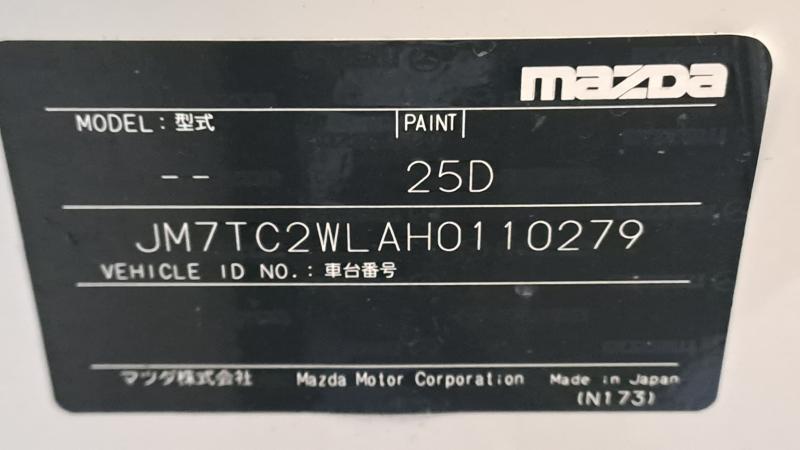 mazda
MODEL: 型式 |PAINT|
-- 25D
JM7TC2WLAH0110279
VEHICLE ID NO.: 車台番号
マツダ株式会社 Mazda Motor Corporation Made in Japan
(N173)